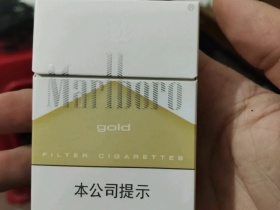 ®
Marlboro
gold
FILTER CIGARETTES
本公司提示